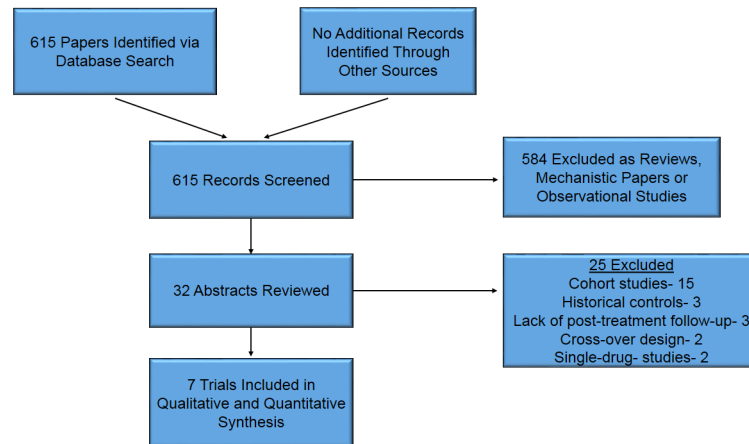 615 Papers Identified via
Database Search
No Additional Records
Identified Through
Other Sources
615 Records Screened
584 Excluded as Reviews,
Mechanistic Papers or
Observational Studies
32 Abstracts Reviewed
25 Excluded
Cohort studies- 15
Historical controls- 3
Lack of post-treatment follow-up- 3
Cross-over design- 2
Single-drug- studies- 2
7 Trials Included in
Qualitative and Quantitative
Synthesis